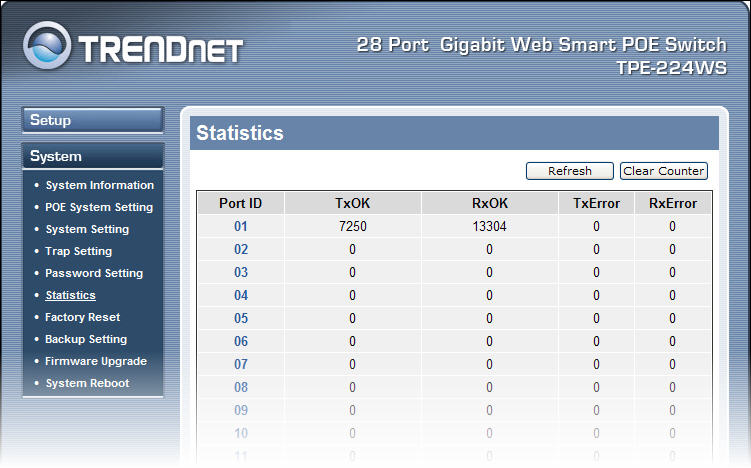 TRENDNET
28 Port Gigabit Web Smart POE Switch
TPE-224WS
Setup
System
• System Information
• POE System Setting
• System Setting
• Trap Setting
• Password Setting
• Statistics
• Factory Reset
• Backup Setting
• Firmware Upgrade
• System Reboot
Statistics
Refresh Clear Counter
Port ID TxOK RxOK TxError RxError
01 7250 13304 0 0
02 0 0 0 0
03 0 0 0 0
04 0 0 0 0
05 0 0 0 0
06 0 0 0 0
07 0 0 0 0
08 0 0 0 0
09 0 0 0 0
10 0 0 0 0
11 0 0 0 0